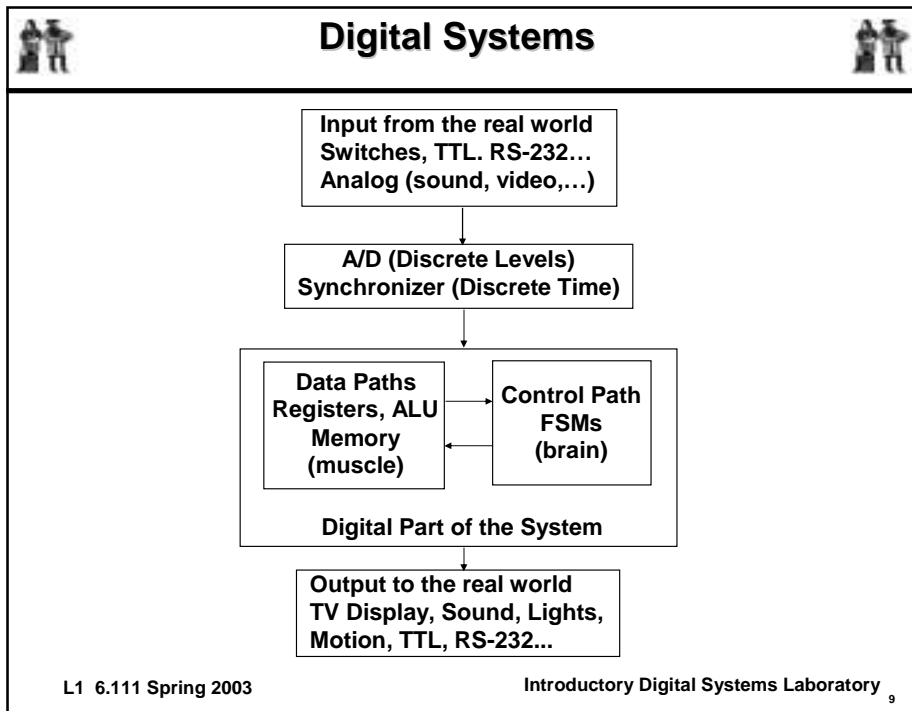 Digital Systems
Input from the real world
Switches, TTL. RS-232…
Analog (sound, video,…)
A/D (Discrete Levels)
Synchronizer (Discrete Time)
Data Paths
Registers, ALU
Memory
(muscle)
Control Path
FSMs
(brain)
Digital Part of the System
Output to the real world
TV Display, Sound, Lights,
Motion, TTL, RS-232...
L1 6.111 Spring 2003
Introductory Digital Systems Laboratory
9